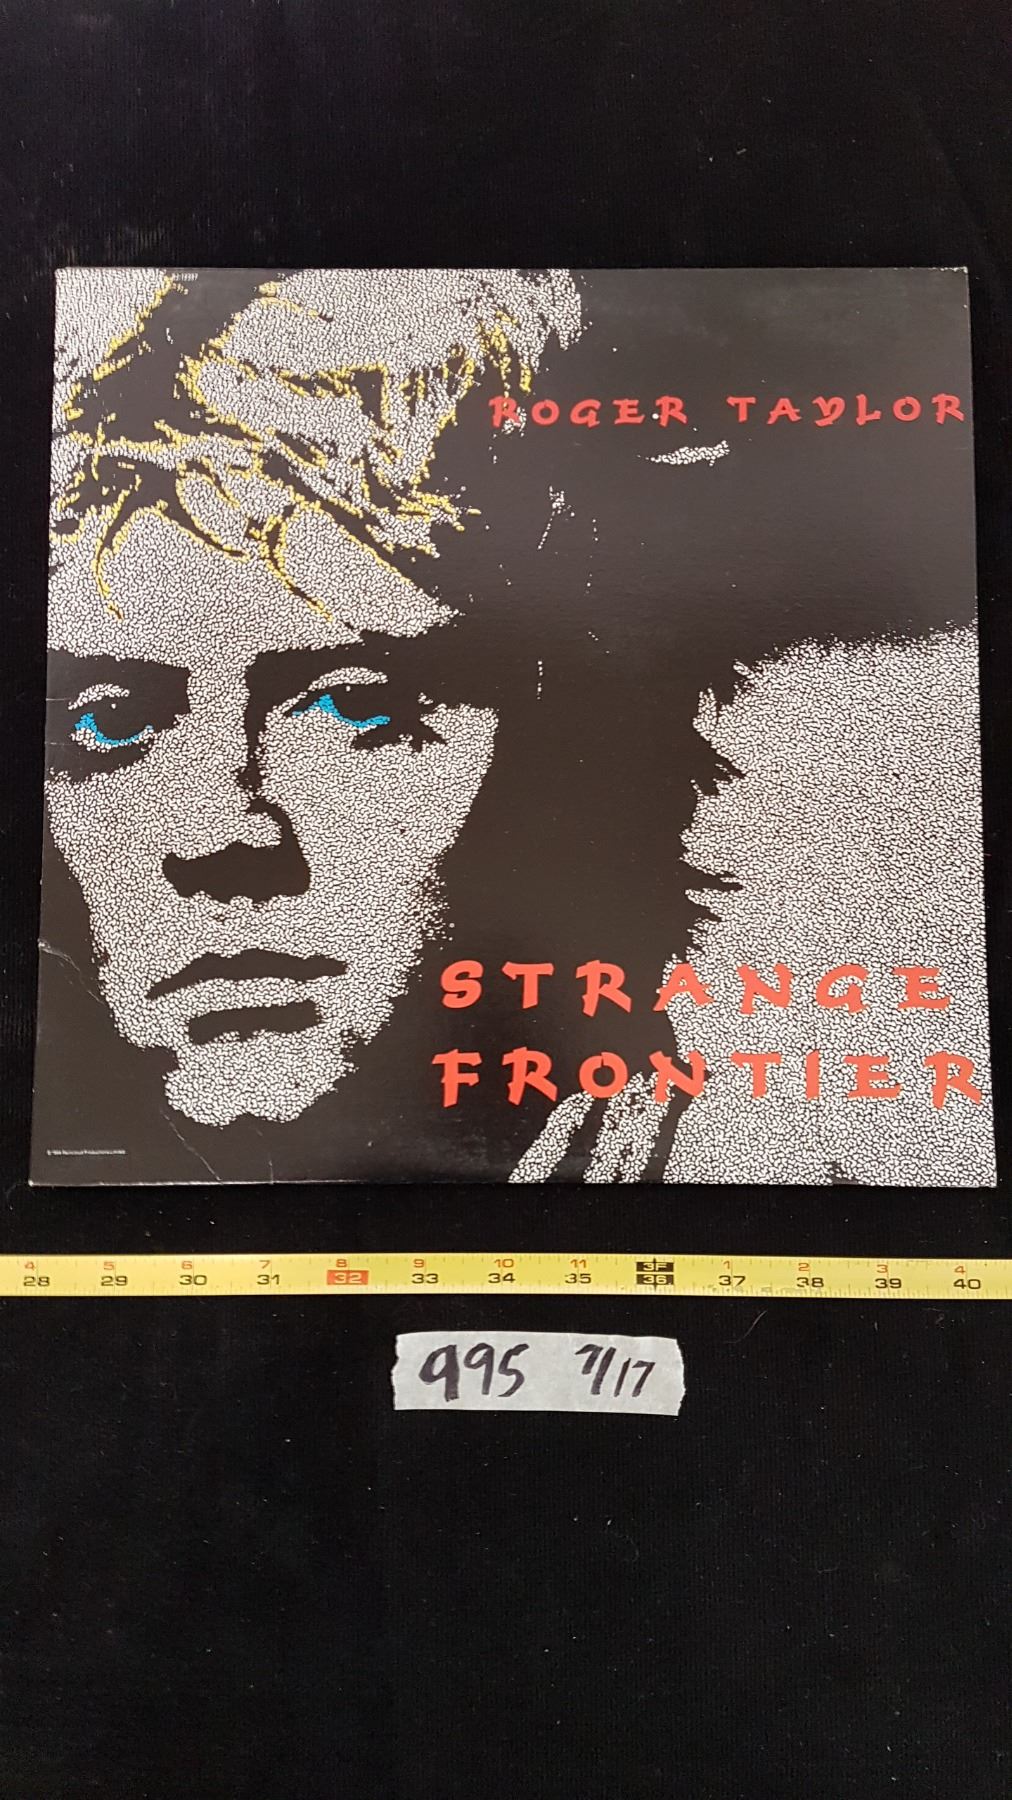 ROGER TAYLOR
STRANGE
FRONTIER
4 5 6 7 8 9 10 11 3F 1 2 3 4
28 29 30 31 32 33 34 35 36 37 38 39 40
995 7/17